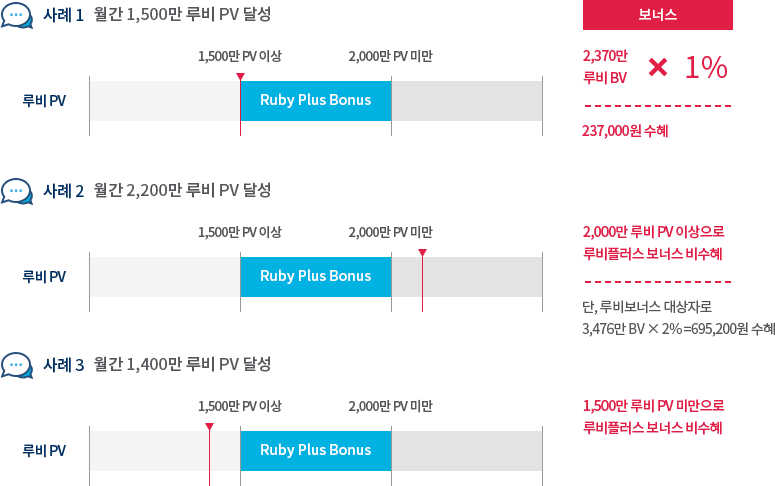 사례 1 월간 1,500만 루비 PV 달성
보너스
1,500만 PV 이상 2,000만 PV 미만
루비 PV
Ruby Plus Bonus
2,370만
루비 BV
× 1%
237,000원 수혜
사례 2 월간 2,200만 루비 PV 달성
1,500만 PV 이상 2,000만 PV 미만
루비 PV
Ruby Plus Bonus
2,000만 루비 PV 이상으로
루비플러스 보너스 비수혜
단, 루비보너스 대상자로
3,476만 BV × 2% =695,200원 수혜
사례 3 월간 1,400만 루비 PV 달성
1,500만 PV 이상 2,000만 PV 미만
루비 PV
Ruby Plus Bonus
1,500만 루비 PV 미만으로
루비플러스 보너스 비수혜